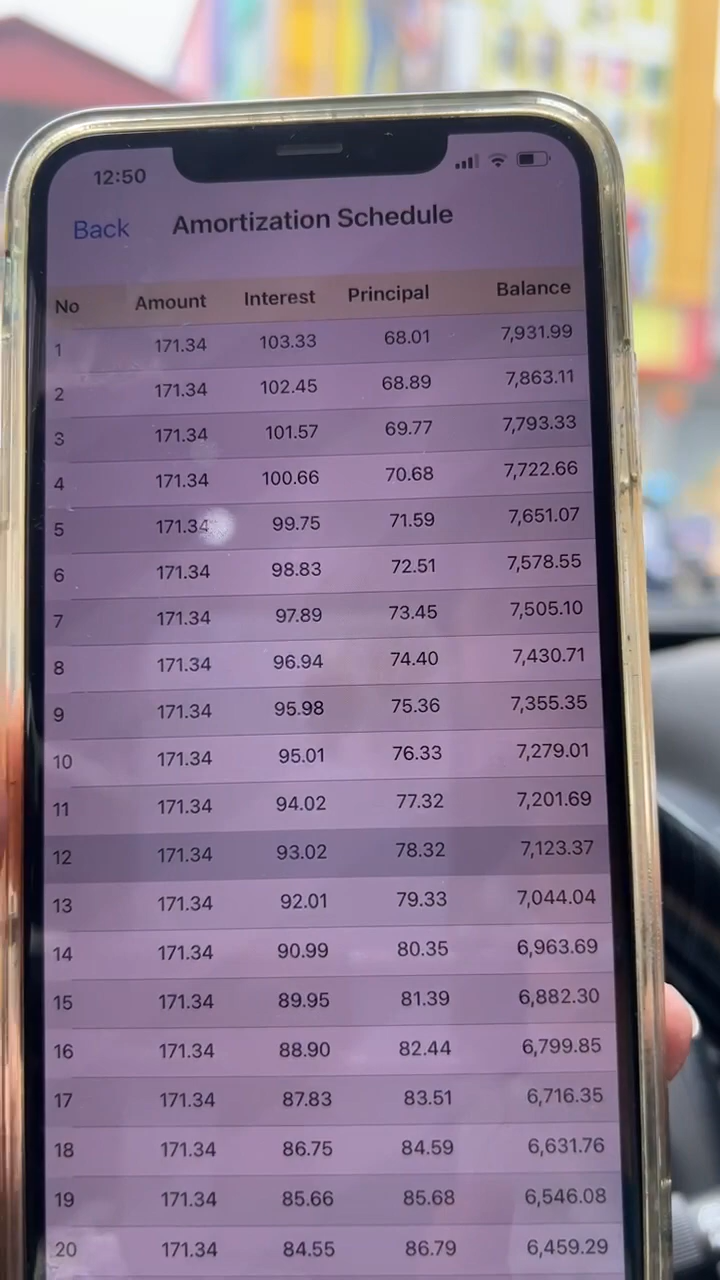 12:50
Back Amortization Schedule
No Amount Interest Principal Balance
1 171.34 103.33 68.01 7,931.99
2 171.34 102.45 68.89 7,863.11
3 171.34 101.57 69.77 7,793.33
4 171.34 100.66 70.68 7,722.66
5 171.34 99.75 71.59 7,651.07
6 171.34 98.83 72.51 7,578.55
7 171.34 97.89 73.45 7,505.10
8 171.34 96.94 74.40 7,430.71
9 171.34 95.98 75.36 7,355.35
10 171.34 95.01 76.33 7,279.01
11 171.34 94.02 77.32 7,201.69
12 171.34 93.02 78.32 7,123.37
13 171.34 92.01 79.33 7,044.04
14 171.34 90.99 80.35 6,963.69
15 171.34 89.95 81.39 6,882.30
16 171.34 88.90 82.44 6,799.85
17 171.34 87.83 83.51 6,716.35
18 171.34 86.75 84.59 6,631.76
19 171.34 85.66 85.68 6,546.08
20 171.34 84.55 86.79 6,459.29